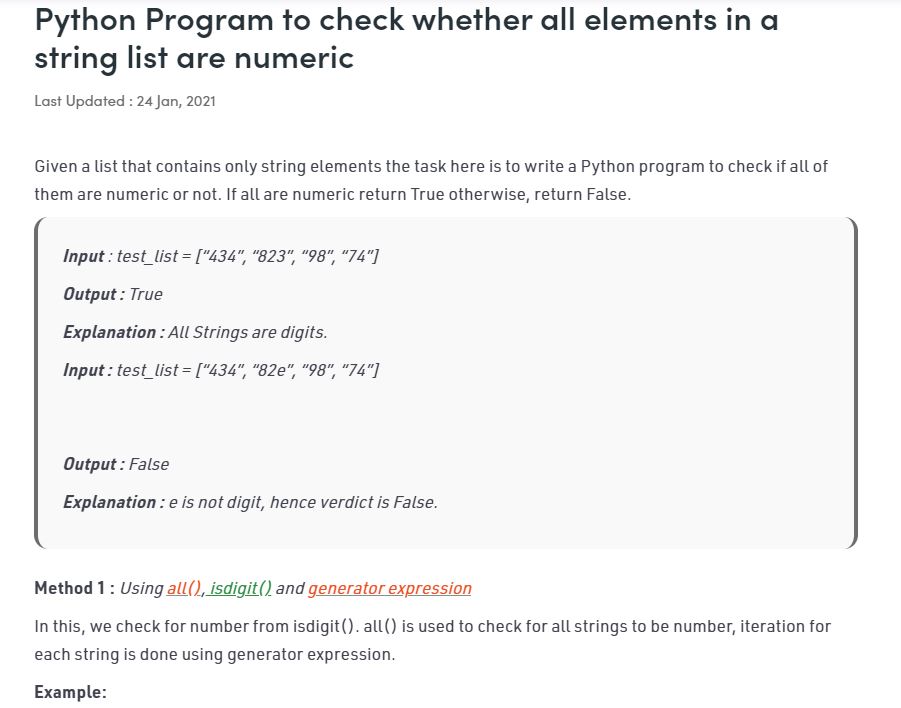 Python Program to check whether all elements in a
string list are numeric
Last Updated : 24 Jan, 2021
Given a list that contains only string elements the task here is to write a Python program to check if all of
them are numeric or not. If all are numeric return True otherwise, return False.
Input : test_list = [“434”, “823”, “98”, “74”]
Output : True
Explanation : All Strings are digits.
Input : test_list = [“434”, “82e”, “98”, “74”]
Output : False
Explanation : e is not digit, hence verdict is False.
Method 1 : Using all(), isdigit() and generator expression
In this, we check for number from isdigit(). all() is used to check for all strings to be number, iteration for
each string is done using generator expression.
Example: